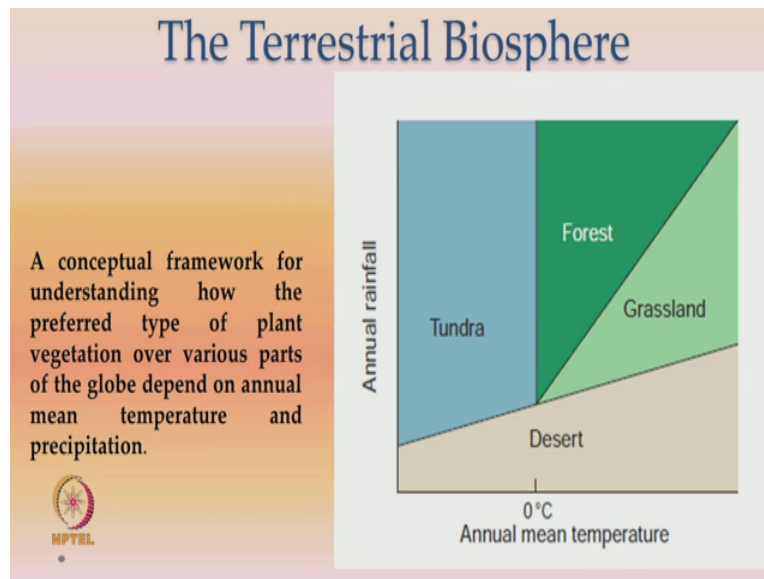 The Terrestrial Biosphere
A conceptual framework for
understanding how the
preferred type of plant
vegetation over various parts
of the globe depend on annual
mean temperature and
precipitation.
NPTEL
Annual rainfall
Tundra
Forest
Grassland
Desert
0 °C
Annual mean temperature